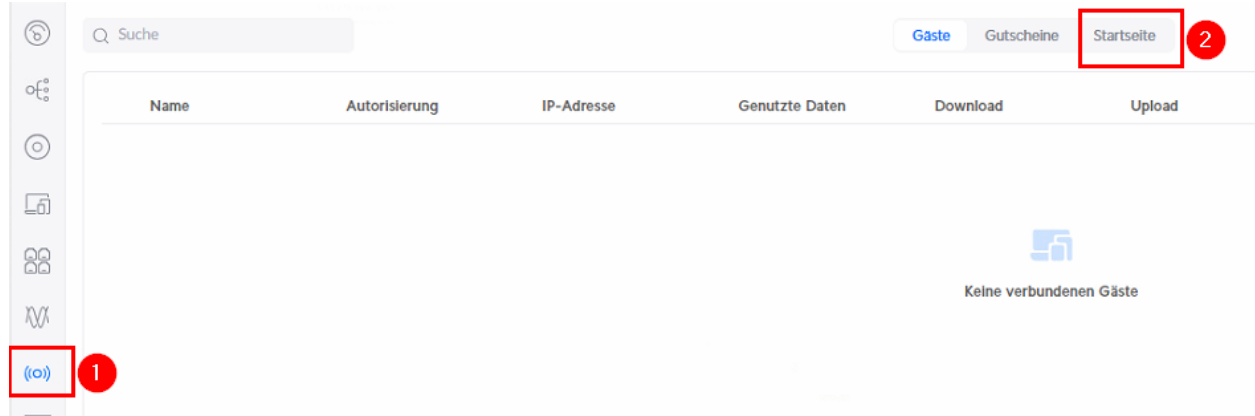 Suche
Gäste Gutscheine Startseite 2
Name Autorisierung IP-Adresse Genutzte Daten Download Upload
Keine verbundenen Gäste
1